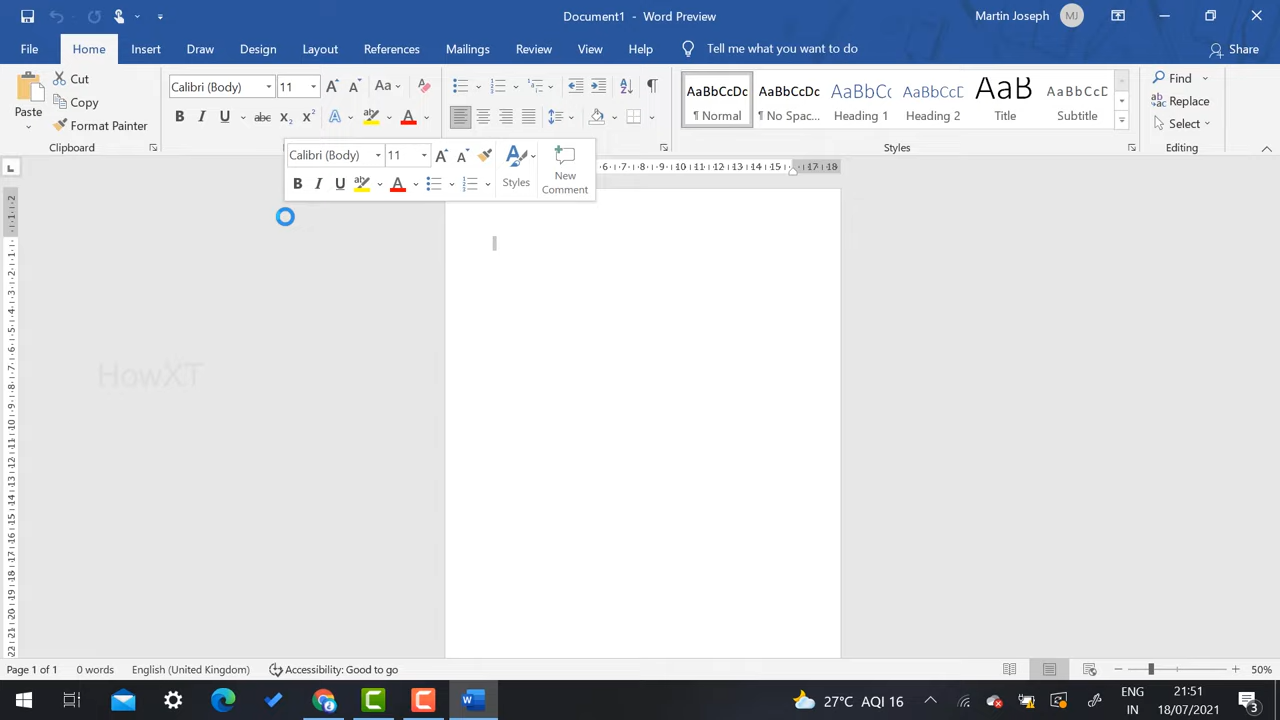 Document1 - Word Preview
Martin Joseph
MJ
File
Home
Insert
Draw
Design
Layout
References
Mailings
Review
View
Help
Tell me what you want to do
Share
Paste
Cut
Copy
Format Painter
Clipboard
Calibri (Body)
11
Aa
AaBbCcDc
¶ Normal
AaBbCcDc
¶ No Spac...
AaBbCc
Heading 1
AaBbCcD
Heading 2
AaB
Title
AaBbCcD
Subtitle
Styles
Find
Replace
Select
Editing
Calibri (Body)
11
B I U
Styles
New
Comment
HowXT
Page 1 of 1
0 words
English (United Kingdom)
Accessibility: Good to go
50%
27°C AQI 16
ENG
IN
21:51
18/07/2021
3